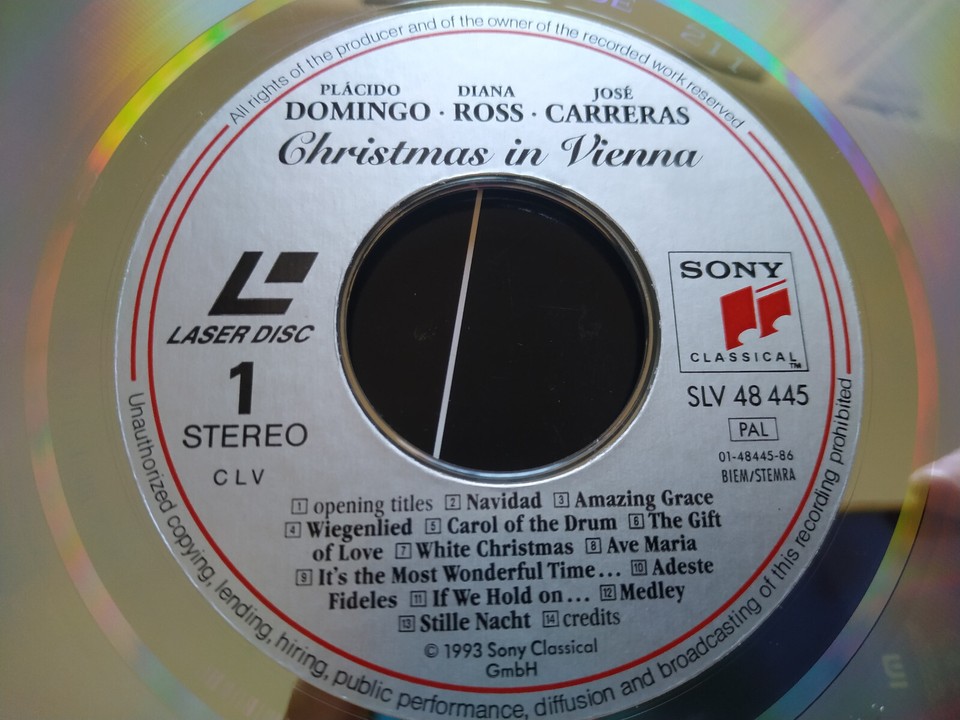 All rights of the producer and of the owner of the recorded work reserved
PLÁCIDO DIANA JOSÉ
DOMINGO · ROSS · CARRERAS
Christmas in Vienna
LASER DISC
1
STEREO
CLV
SONY
CLASSICAL™
SLV 48 445
PAL
01-48445-86
BIEM/STEMRA
1 opening titles 2 Navidad 3 Amazing Grace
4 Wiegenlied 5 Carol of the Drum 6 The Gift
of Love 7 White Christmas 8 Ave Maria
9 It's the Most Wonderful Time... 10 Adeste
Fideles 11 If We Hold on... 12 Medley
13 Stille Nacht 14 credits
© 1993 Sony Classical
GmbH
Unauthorized copying, lending, hiring, public performance, diffusion and broadcasting of this recording prohibited